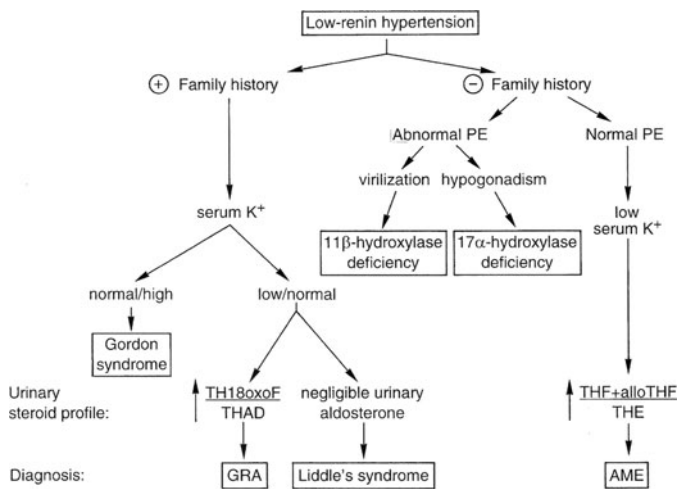 Low-renin hypertension
+ Family history
− Family history
Abnormal PE
Normal PE
virilization
hypogonadism
serum K⁺
low
serum K⁺
11β-hydroxylase
deficiency
17α-hydroxylase
deficiency
normal/high
low/normal
Gordon
syndrome
Urinary
steroid profile:
TH18oxoF
THAD
negligible urinary
aldosterone
THF+alloTHF
THE
Diagnosis:
GRA
Liddle's syndrome
AME